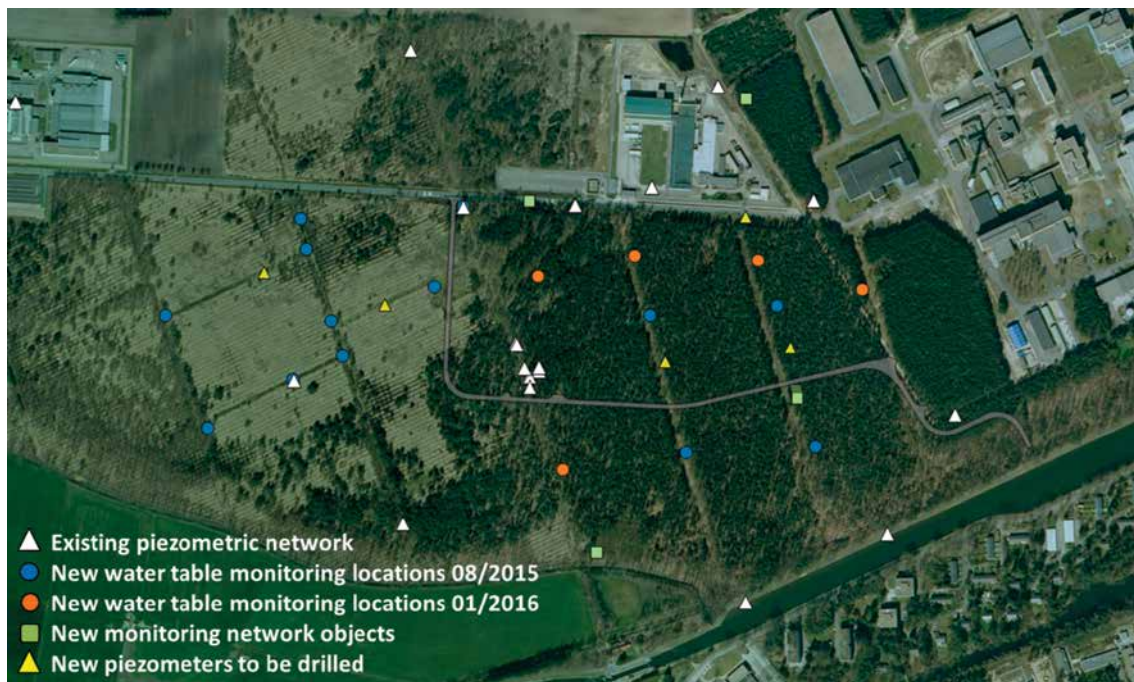 Existing piezometric network
New water table monitoring locations 08/2015
New water table monitoring locations 01/2016
New monitoring network objects
New piezometers to be drilled